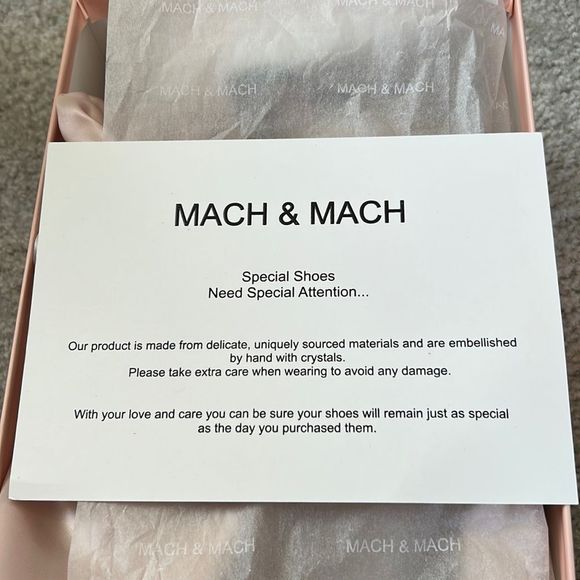 MACH & MACH
MACH & MACH
MACH & MACH
MACH & MACH
MACH & MACH
Special Shoes
Need Special Attention...
Our product is made from delicate, uniquely sourced materials and are embellished
by hand with crystals.
Please take extra care when wearing to avoid any damage.
With your love and care you can be sure your shoes will remain just as special
as the day you purchased them.
MACH & MACH
MACH & MACH